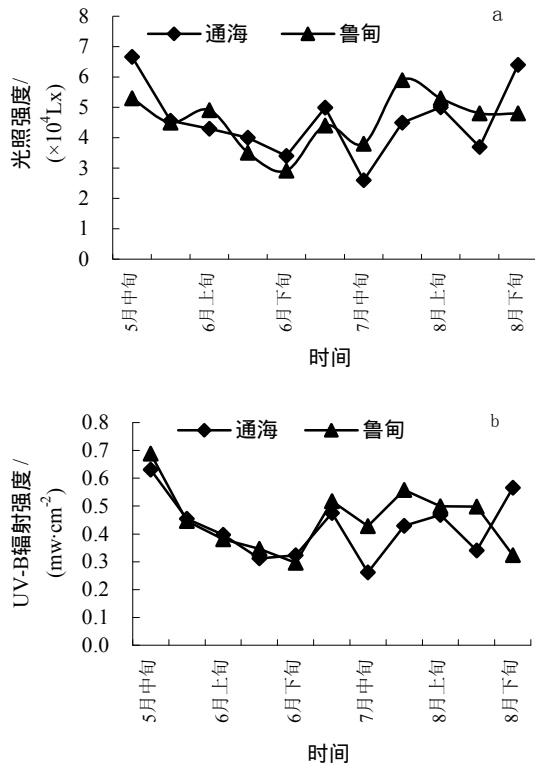 a
通海 鲁甸
光照强度/
(×10⁴Lx)
8
7
6
5
4
3
2
1
0
5月中旬 6月上旬 6月下旬 7月中旬 8月上旬 8月下旬
时间
b
通海 鲁甸
UV-B辐射强度 /
(mw·cm⁻²)
0.8
0.7
0.6
0.5
0.4
0.3
0.2
0.1
0.0
5月中旬 6月上旬 6月下旬 7月中旬 8月上旬 8月下旬
时间